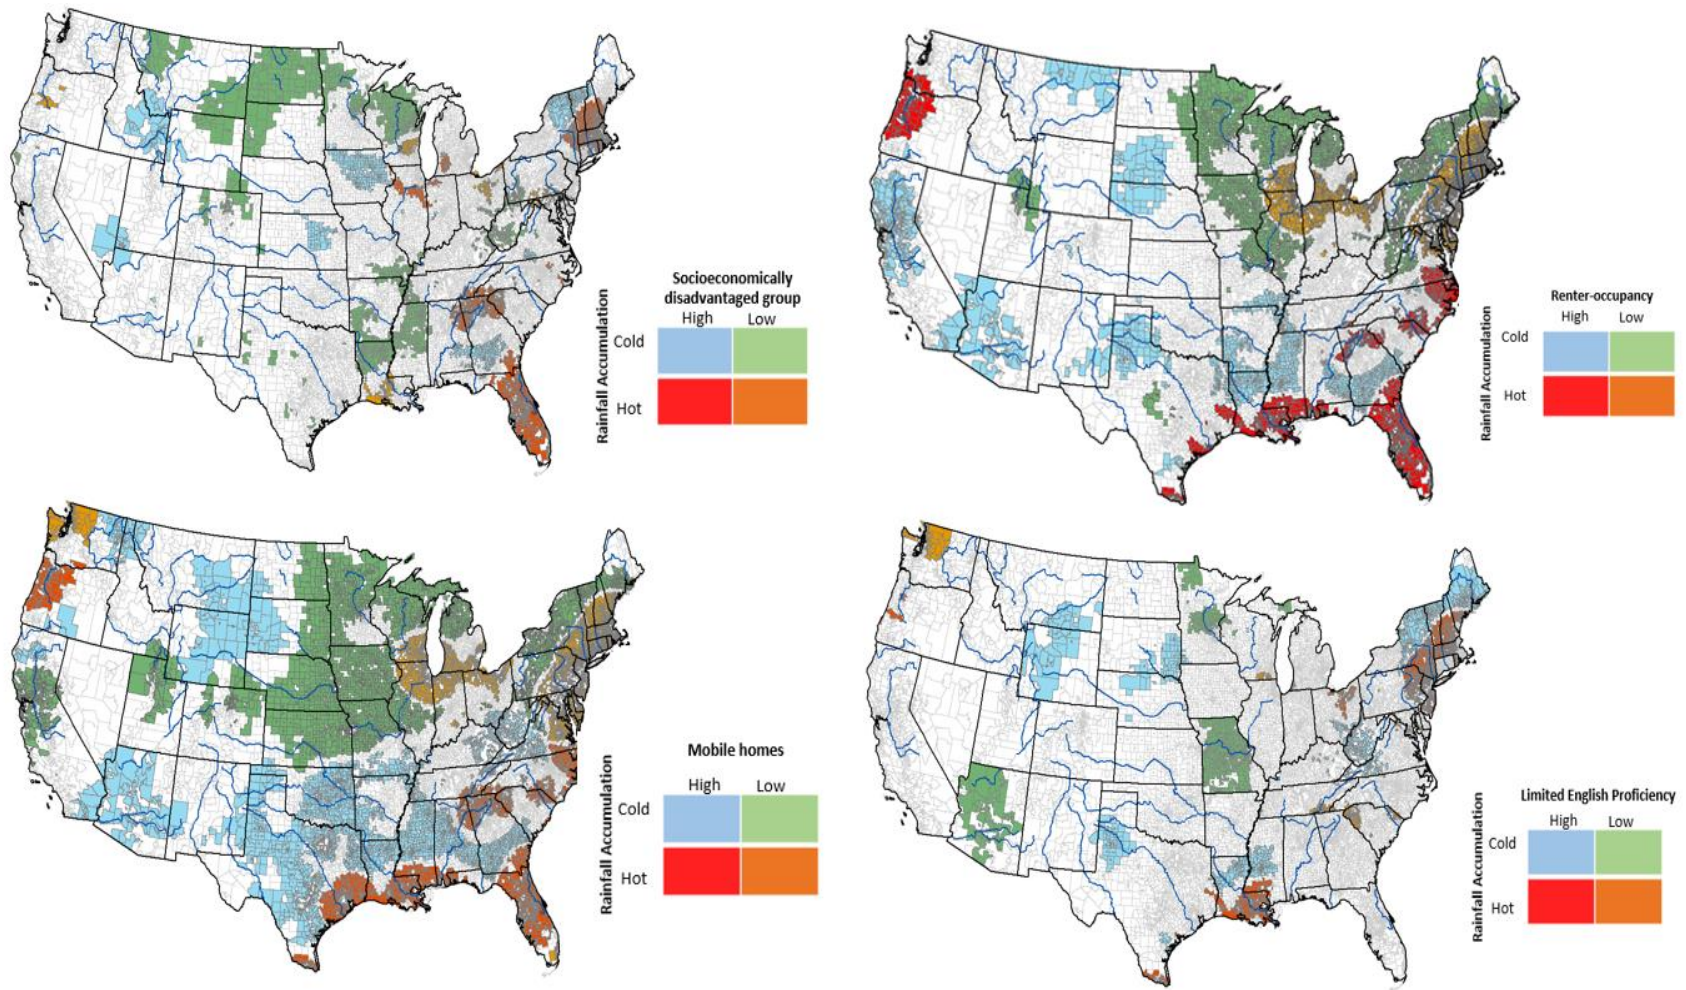 Socioeconomically
disadvantaged group
High Low
Cold
Hot
Rainfall Accumulation
Renter-occupancy
High Low
Cold
Hot
Rainfall Accumulation
Mobile homes
High Low
Cold
Hot
Rainfall Accumulation
Limited English Proficiency
High Low
Cold
Hot
Rainfall Accumulation